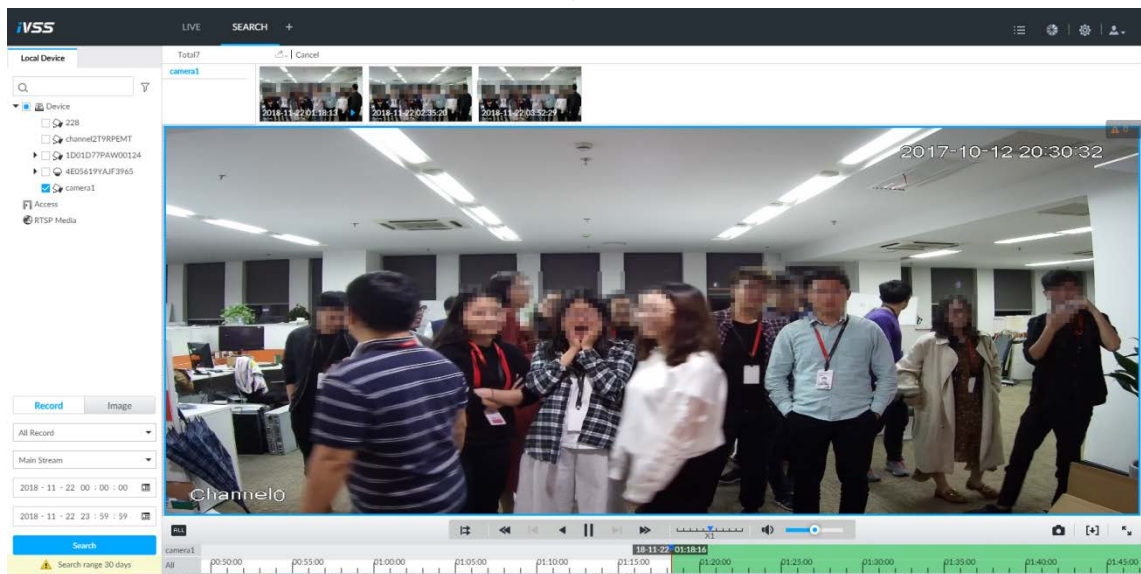 iVSS
LIVE
SEARCH
+
Local Device
Total7
Cancel
camera1
2018-11-22 01:18:13
2018-11-22 02:35:20
2018-11-22 03:52:29
Device
228
channel2T9RPEMT
1D01D77PAW00124
4E05619YAJF3965
camera1
Access
RTSP Media
0
2017-10-12 20:30:32
Channel0
Record
Image
All Record
Main Stream
2018 - 11 - 22 00 : 00 : 00
2018 - 11 - 22 23 : 59 : 59
Search
Search range 30 days
ALL
X1
camera1
18-11-22 01:18:16
All
00:50:00
00:55:00
01:00:00
01:05:00
01:10:00
01:15:00
01:20:00
01:25:00
01:30:00
01:35:00
01:40:00
01:45:00